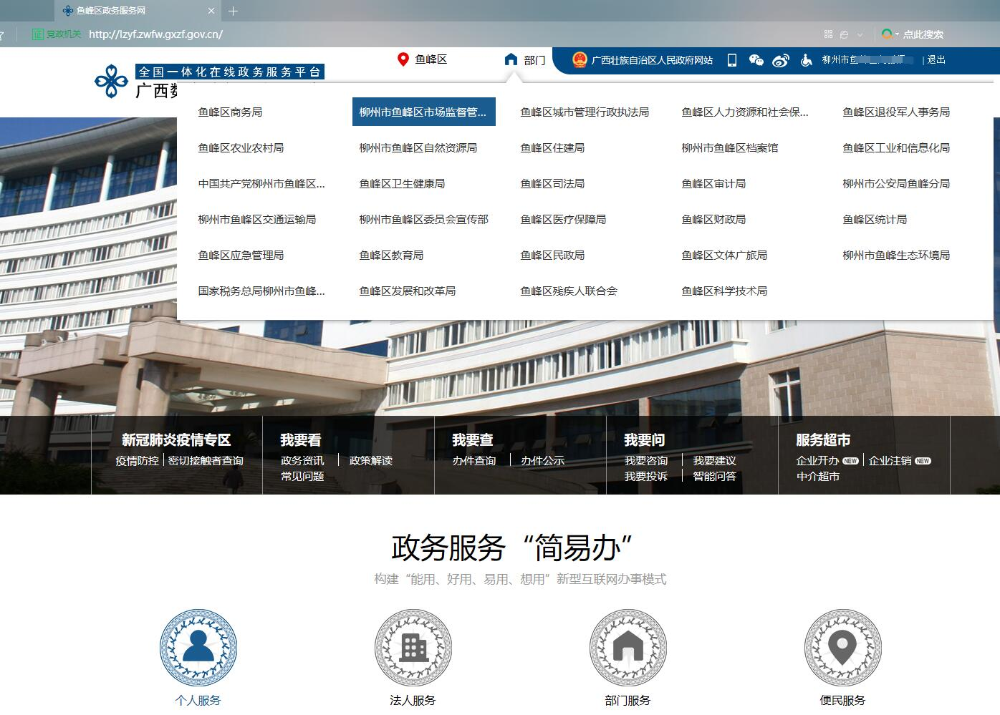 鱼峰区政务服务网
证 党政机关 http://lzyf.zwfw.gxzf.gov.cn/ 点此搜索
鱼峰区 部门 广西壮族自治区人民政府网站 柳州市鱼 | 退出
全国一体化在线政务服务平台
广西数
鱼峰区商务局 柳州市鱼峰区市场监督管... 鱼峰区城市管理行政执法局 鱼峰区人力资源和社会保... 鱼峰区退役军人事务局
鱼峰区农业农村局 柳州市鱼峰区自然资源局 鱼峰区住建局 柳州市鱼峰区档案馆 鱼峰区工业和信息化局
中国共产党柳州市鱼峰区... 鱼峰区卫生健康局 鱼峰区司法局 鱼峰区审计局 柳州市公安局鱼峰分局
柳州市鱼峰区交通运输局 柳州市鱼峰区委员会宣传部 鱼峰区医疗保障局 鱼峰区财政局 鱼峰区统计局
鱼峰区应急管理局 鱼峰区教育局 鱼峰区民政局 鱼峰区文体广旅局 柳州市鱼峰生态环境局
国家税务总局柳州市鱼峰... 鱼峰区发展和改革局 鱼峰区残疾人联合会 鱼峰区科学技术局
新冠肺炎疫情专区 我要看 我要查 我要问 服务超市
疫情防控 密切接触者查询 政务资讯 政策解读 办件查询 办件公示 我要咨询 我要建议 企业开办 NEW 企业注销 NEW
常见问题 我要投诉 智能问答 中介超市
政务服务“简易办”
构建“能用、好用、易用、想用”新型互联网办事模式
个人服务 法人服务 部门服务 便民服务